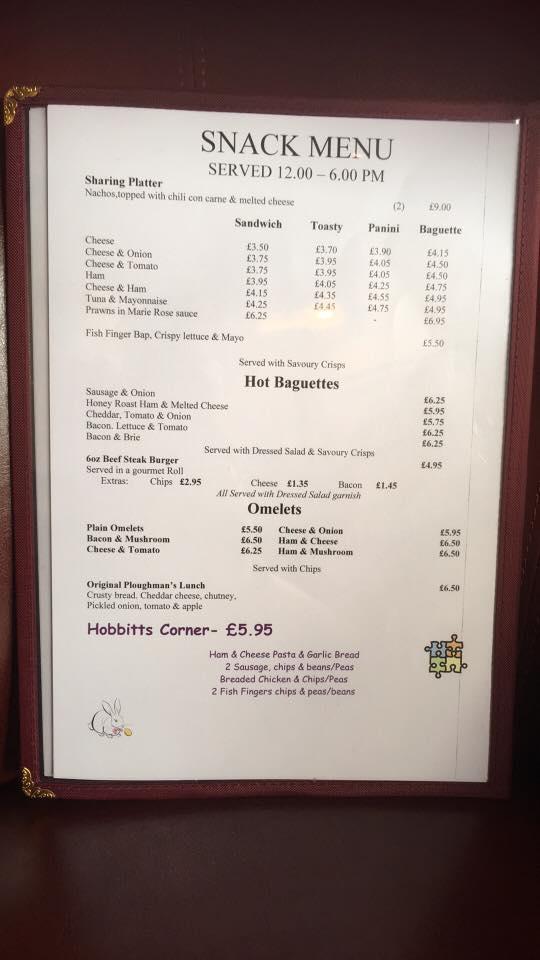 SNACK MENU
SERVED 12.00 – 6.00 PM
Sharing Platter
Nachos,topped with chili con carne & melted cheese (2) £9.00
Sandwich Toasty Panini Baguette
Cheese £3.50 £3.70 £3.90 £4.15
Cheese & Onion £3.75 £3.95 £4.05 £4.50
Cheese & Tomato £3.75 £3.95 £4.05 £4.50
Ham £3.95 £4.05 £4.25 £4.75
Cheese & Ham £4.15 £4.35 £4.55 £4.95
Tuna & Mayonnaise £4.25 £4.45 £4.75 £4.95
Prawns in Marie Rose sauce £6.25 - £6.95
Fish Finger Bap, Crispy lettuce & Mayo £5.50
Served with Savoury Crisps
Hot Baguettes
Sausage & Onion £6.25
Honey Roast Ham & Melted Cheese £5.95
Cheddar, Tomato & Onion £5.75
Bacon. Lettuce & Tomato £6.25
Bacon & Brie £6.25
Served with Dressed Salad & Savoury Crisps
6oz Beef Steak Burger £4.95
Served in a gourmet Roll
Extras: Chips £2.95 Cheese £1.35 Bacon £1.45
All Served with Dressed Salad garnish
Omelets
Plain Omelets £5.50 Cheese & Onion £5.95
Bacon & Mushroom £6.50 Ham & Cheese £6.50
Cheese & Tomato £6.25 Ham & Mushroom £6.50
Served with Chips
Original Ploughman's Lunch £6.50
Crusty bread. Cheddar cheese, chutney,
Pickled onion, tomato & apple
Hobbitts Corner- £5.95
Ham & Cheese Pasta & Garlic Bread
2 Sausage, chips & beans/Peas
Breaded Chicken & Chips/Peas
2 Fish Fingers chips & peas/beans